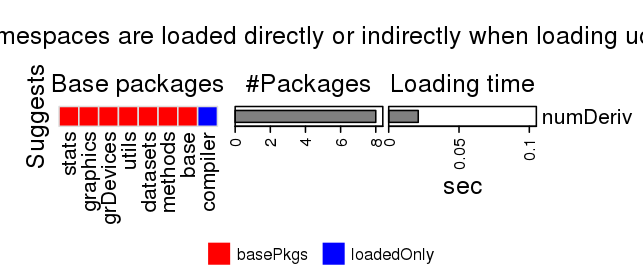 mespaces are loaded directly or indirectly when loading
Suggests
Base packages
#Packages
Loading time
stats
graphics
grDevices
utils
datasets
methods
base
compiler
0
2
4
6
8
0
0.05
0.1
numDeriv
sec
basePkgs
loadedOnly